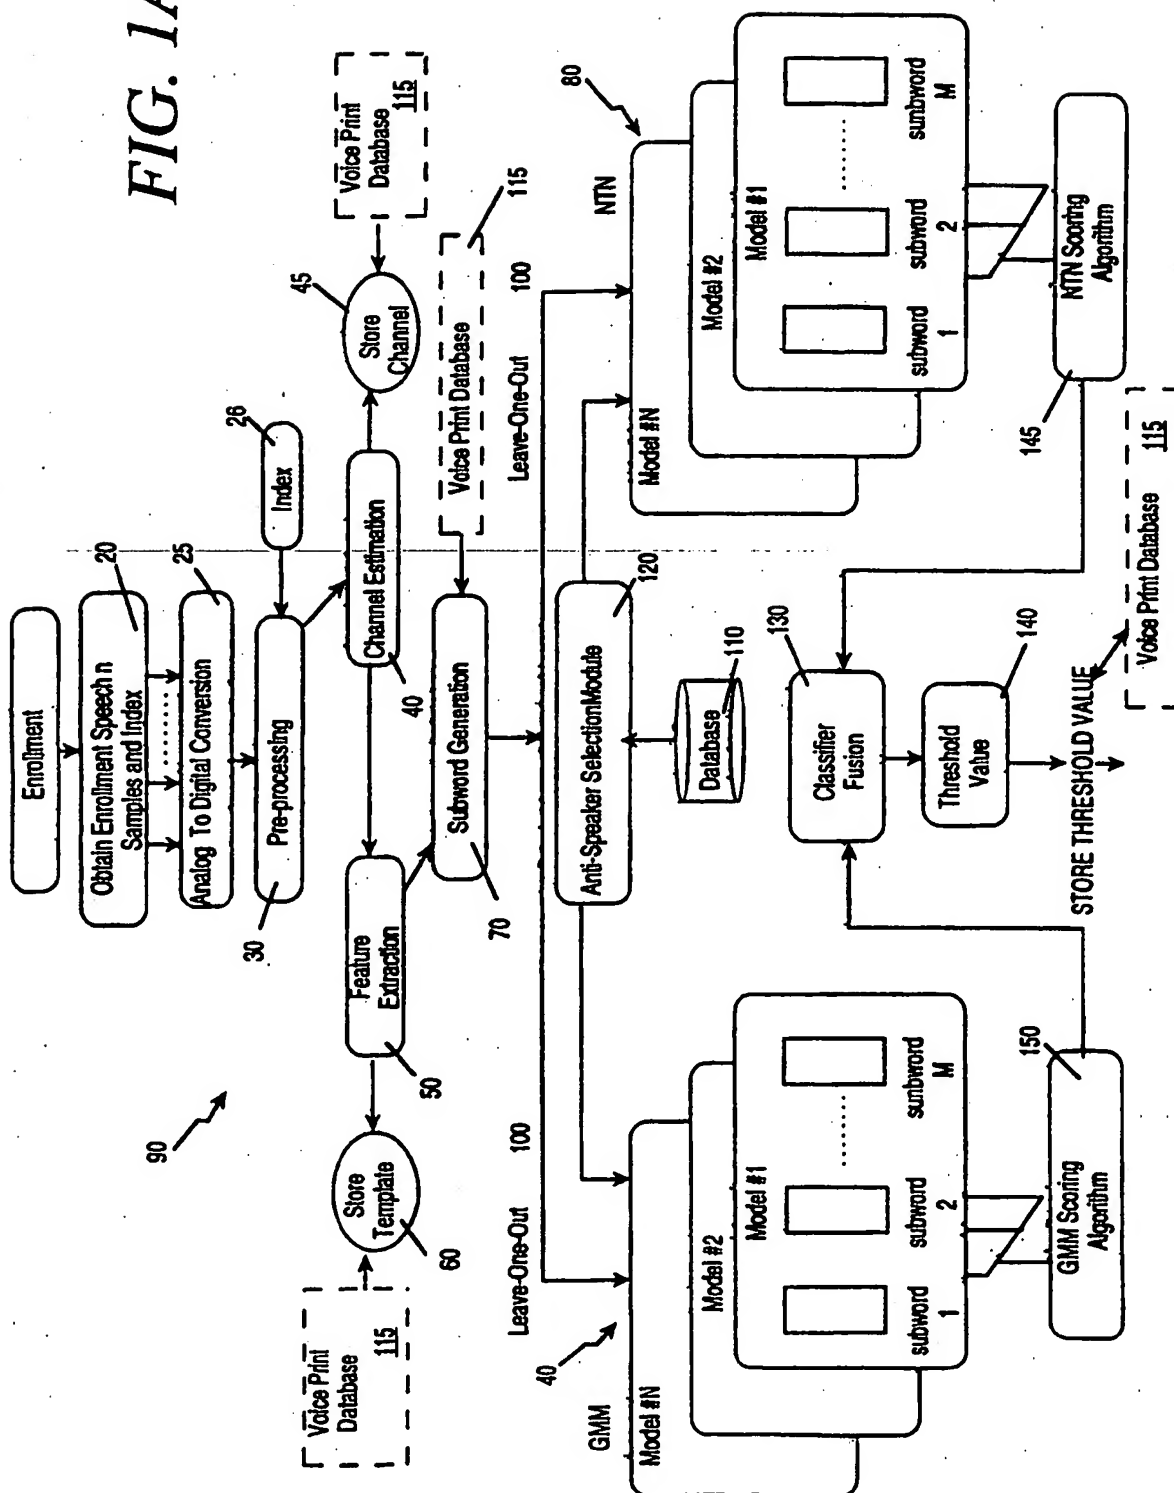 FIG. 1A
Enrollment
Obtain Enrollment Speech n
Samples and Index
20
Analog To Digital Conversion
25
Index
26
Pre-processing
30
Channel Estimation
40
Store
Channel
45
Voice Print
Database
115
Feature
Extraction
50
Store
Template
60
Voice Print
Database
115
90
Subword Generation
70
Voice Print Database
115
Leave-One-Out
100
Leave-One-Out
100
Anti-Speaker SelectionModule
120
Database
110
GMM
40
Model #N
Model #2
Model #1
subword
1
subword
2
sunbword
M
GMM Scoring
Algorithm
150
NTN
80
Model #N
Model #2
Model #1
subword
1
subword
2
sunbword
M
NTN Scoring
Algorithm
145
Classifier
Fusion
130
Threshold
Value
140
STORE THRESHOLD VALUE
Voice Print Database
115